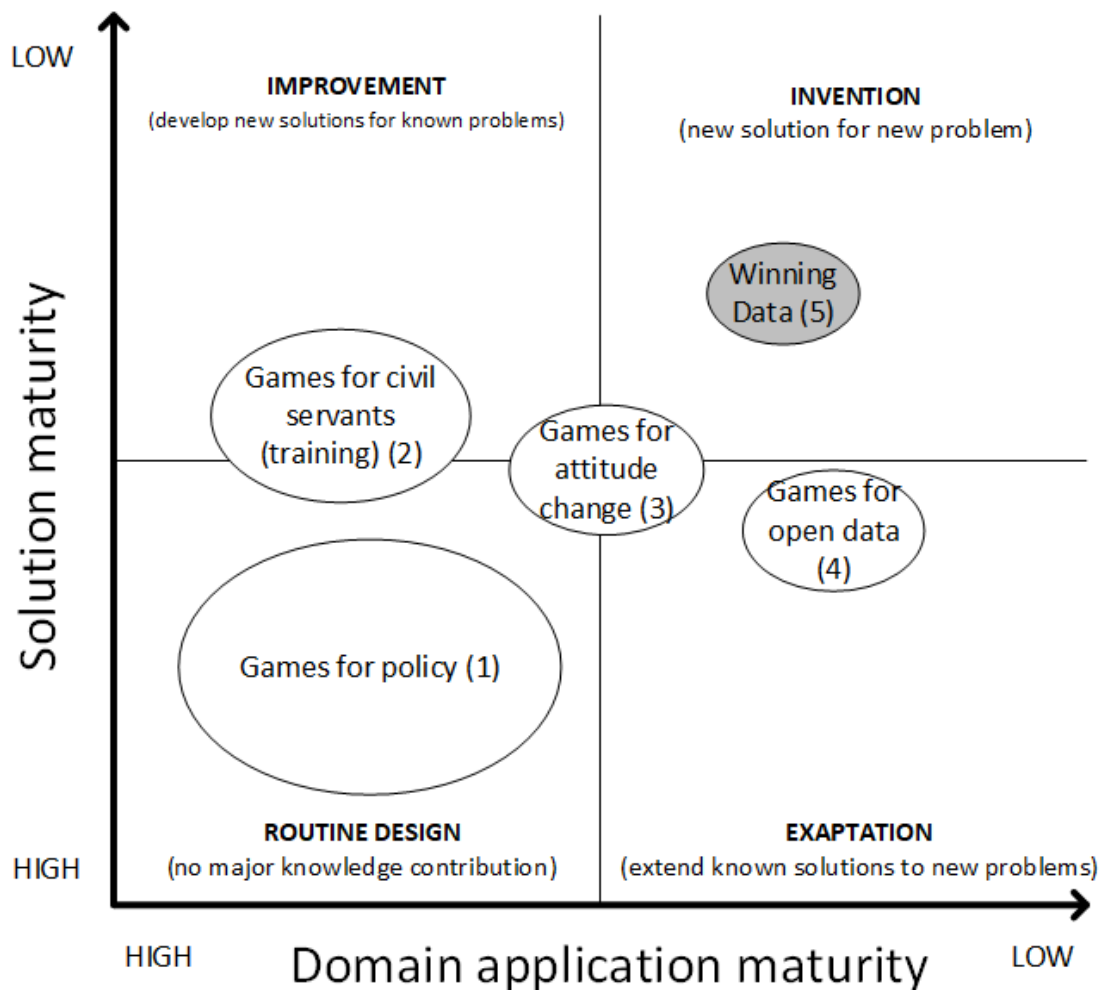 LOW
IMPROVEMENT
(develop new solutions for known problems)
INVENTION
(new solution for new problem)
Winning
Data (5)
Games for civil
servants
(training) (2)
Games for
attitude
change (3)
Games for
open data
(4)
Games for policy (1)
Solution maturity
ROUTINE DESIGN
(no major knowledge contribution)
EXAPTATION
(extend known solutions to new problems)
HIGH
HIGH
Domain application maturity
LOW